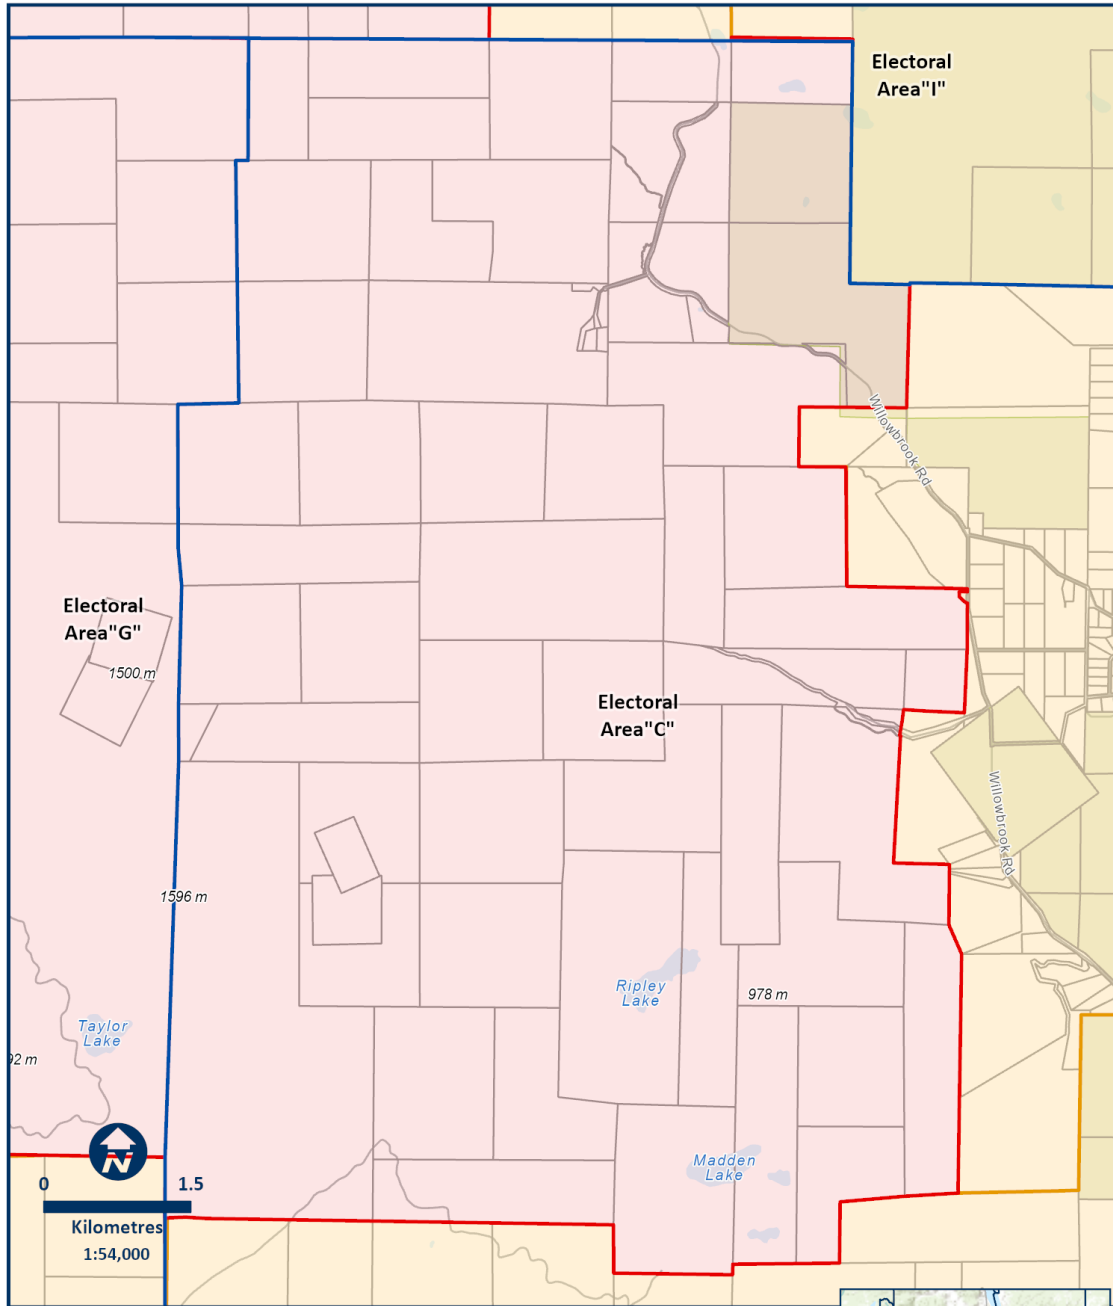 Electoral
Area"I"
Willowbrook Rd
Electoral
Area"G"
1500 m
Electoral
Area"C"
Willowbrook Rd
1596 m
Ripley
Lake
978 m
Taylor
Lake
92 m
N
Madden
Lake
0 1.5
Kilometres
1:54,000